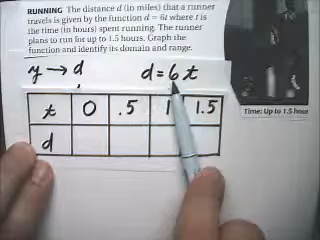 RUNNING The distance d (in miles) that a runner
travels is given by the function d = 6t where t is
the time (in hours) spent running. The runner
plans to run for up to 1.5 hours. Graph the
function and identify its domain and range.
y → d d = 6t
t 0 .5 1 1.5
d
Time: Up to 1.5 hour